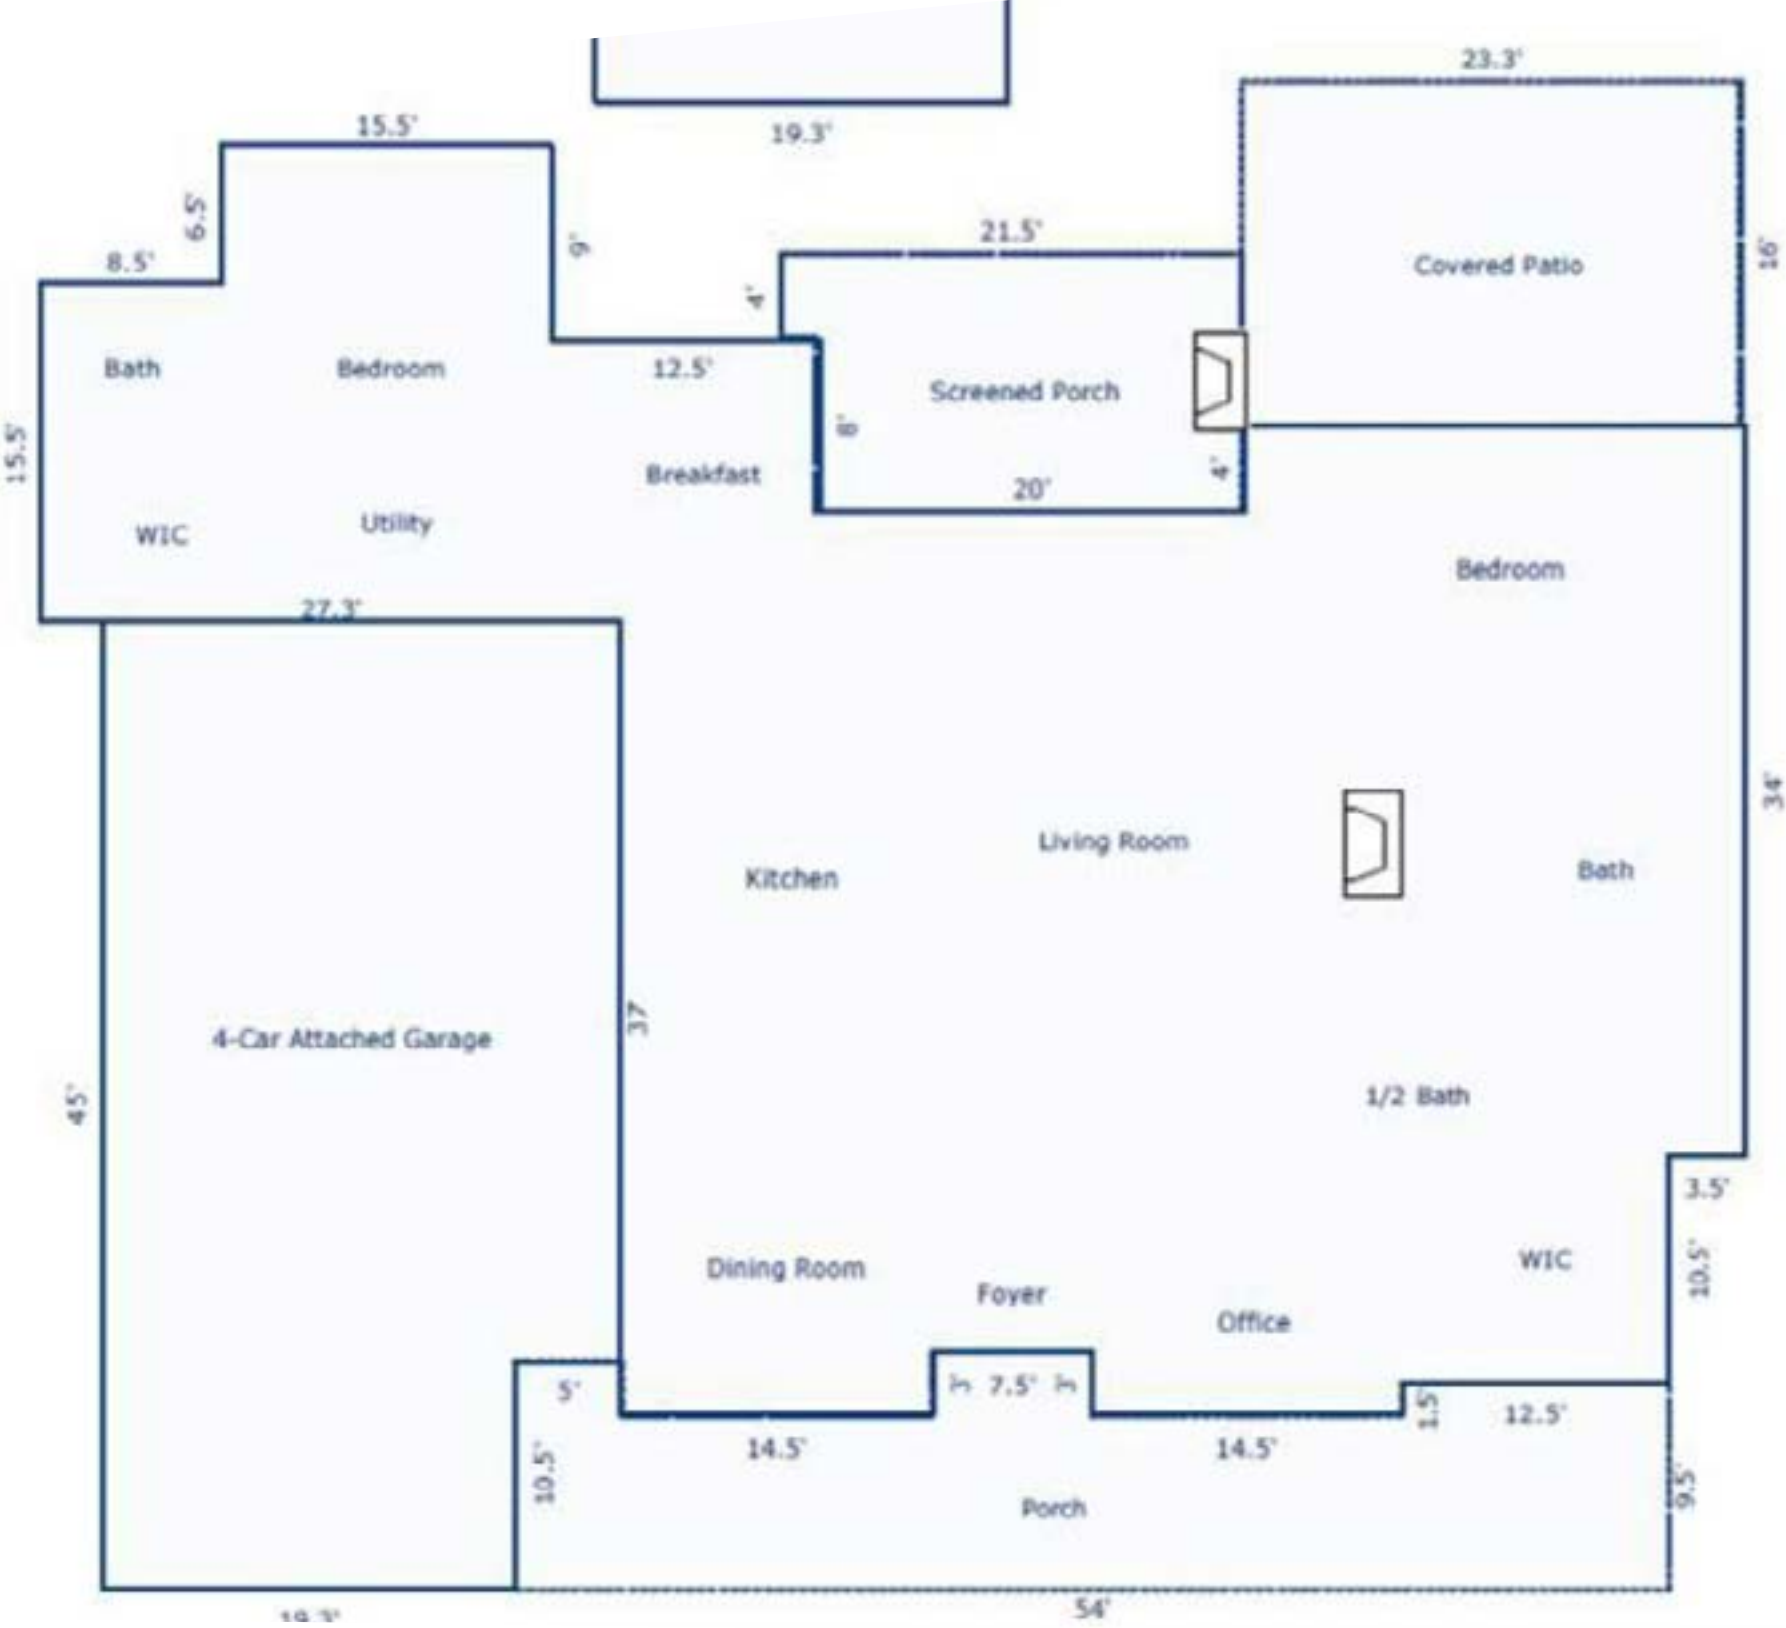 23.3'
15.5'
19.3'
6.5'
9'
21.5'
16'
8.5'
4'
Covered Patio
Bath
Bedroom
12.5'
Screened Porch
8'
15.5'
Breakfast
4'
20'
WIC
Utility
Bedroom
27.3'
34'
Living Room
Kitchen
Bath
37'
4-Car Attached Garage
45'
1/2 Bath
3.5'
Dining Room
WIC
10.5'
Foyer
Office
5'
3' 7.5' 3'
1.5'
12.5'
14.5'
14.5'
10.5'
9.5'
Porch
19.3'
54'